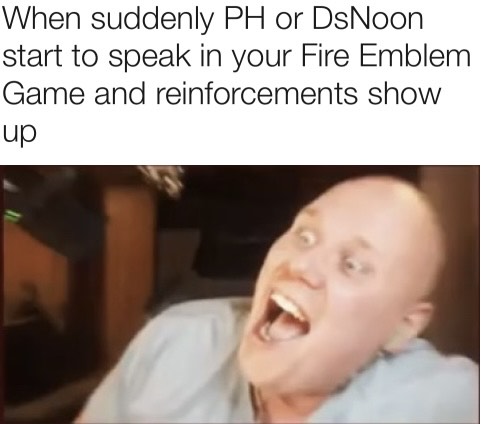 When suddenly PH or DsNoon
start to speak in your Fire Emblem
Game and reinforcements show
up